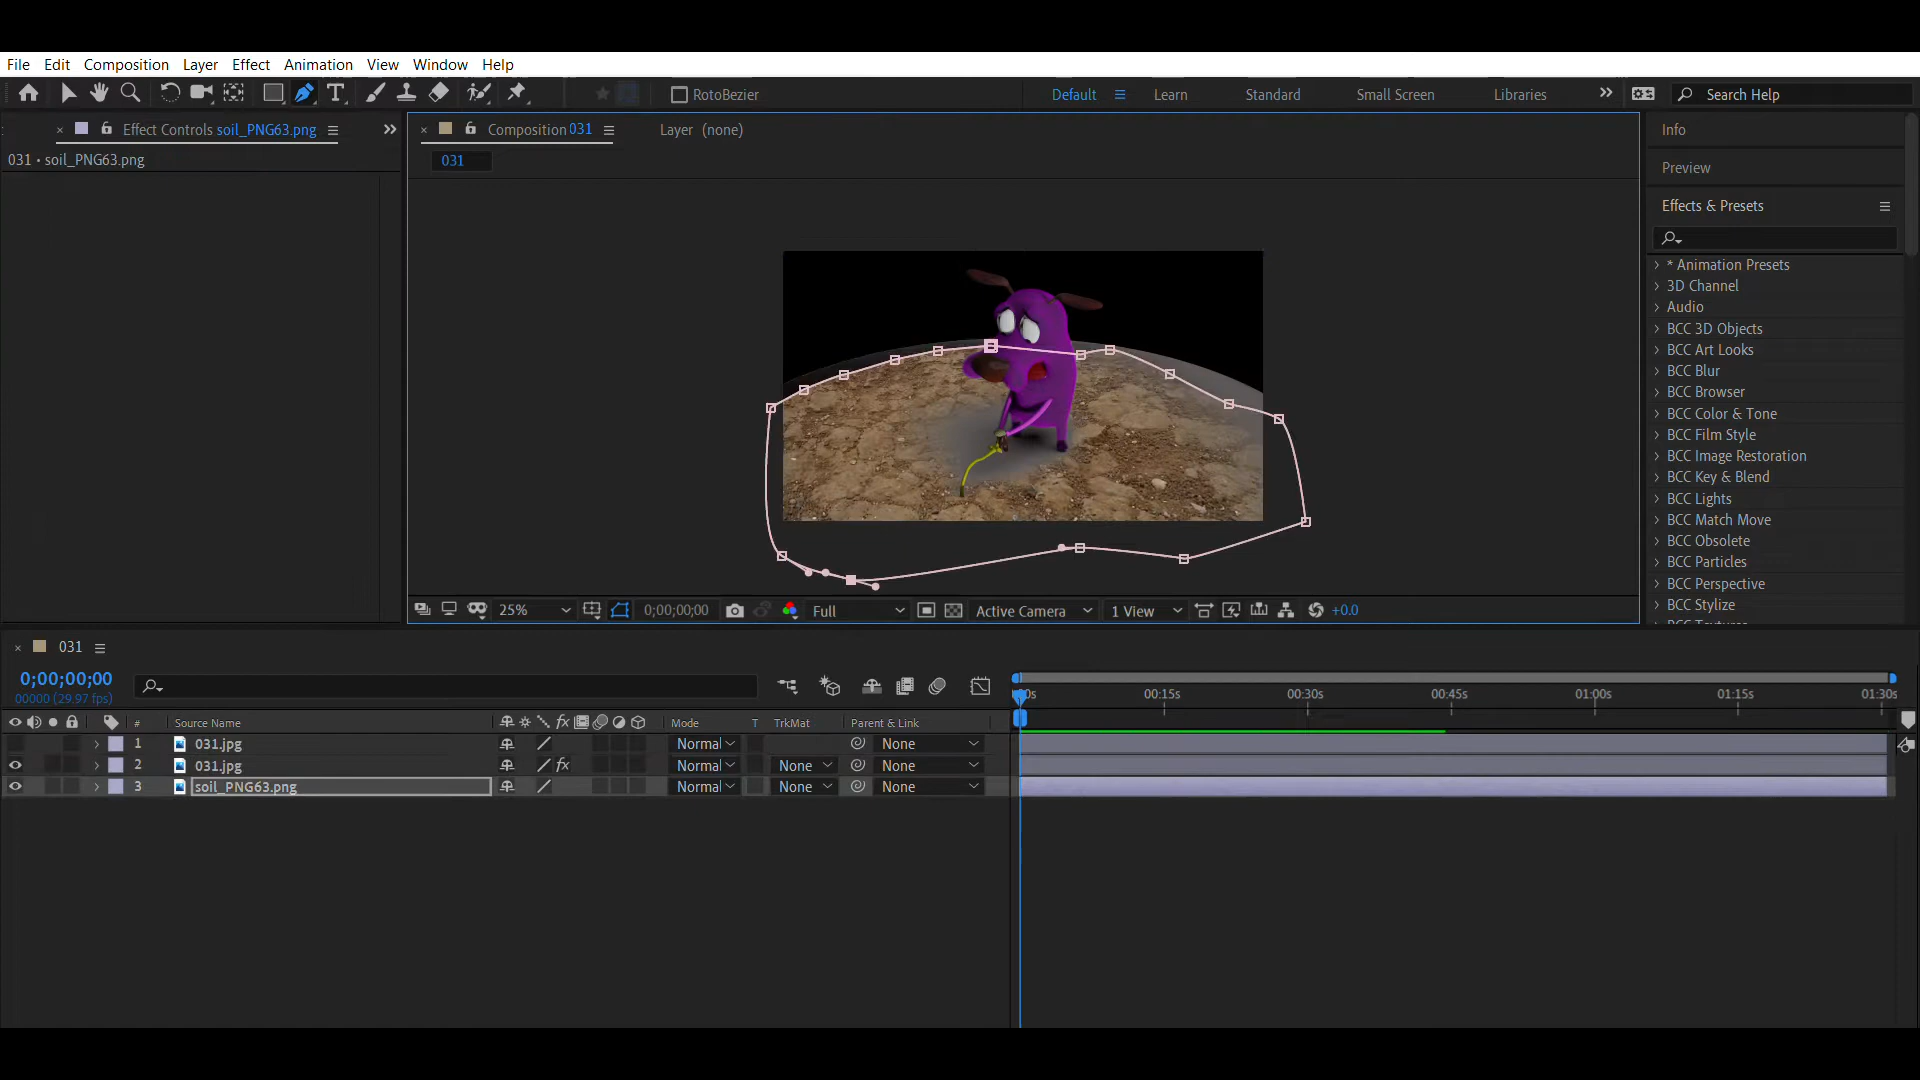 File Edit Composition Layer Effect Animation View Window Help
RotoBezier Default Learn Standard Small Screen Libraries Search Help
Effect Controls soil_PNG63.png
Composition 031
Layer (none)
Info
031 • soil_PNG63.png
031
Preview
Effects & Presets
* Animation Presets
3D Channel
Audio
BCC 3D Objects
BCC Art Looks
BCC Blur
BCC Browser
BCC Color & Tone
BCC Film Style
BCC Image Restoration
BCC Key & Blend
BCC Lights
BCC Match Move
BCC Obsolete
BCC Particles
BCC Perspective
BCC Stylize
25% 0;00;00;00 Full Active Camera 1 View +0.0
031
0;00;00;00
00000 (29.97 fps)
00s 00:15s 00:30s 00:45s 01:00s 01:15s 01:30s
# Source Name fx Mode T TrkMat Parent & Link
1 031.jpg Normal None
2 031.jpg fx Normal None None
3 soil_PNG63.png Normal None None